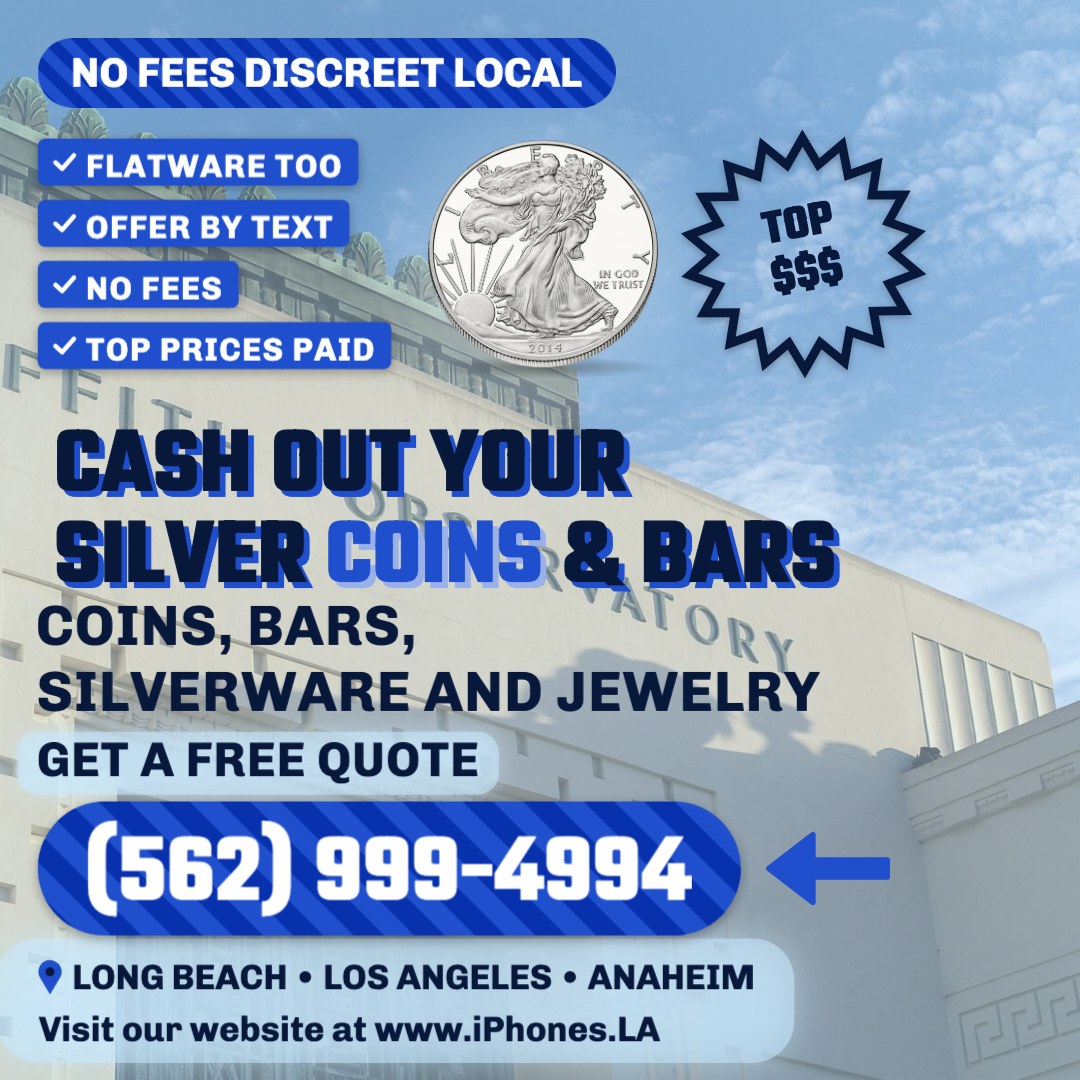 NO FEES DISCREET LOCAL
FLATWARE TOO
OFFER BY TEXT
NO FEES
TOP PRICES PAID
LIBERTY
IN GOD
WE TRUST
2014
TOP
$$$
FFITH
OBSERVATORY
CASH OUT YOUR
SILVER COINS & BARS
COINS, BARS,
SILVERWARE AND JEWELRY
GET A FREE QUOTE
(562) 999-4994
LONG BEACH • LOS ANGELES • ANAHEIM
Visit our website at www.iPhones.LA